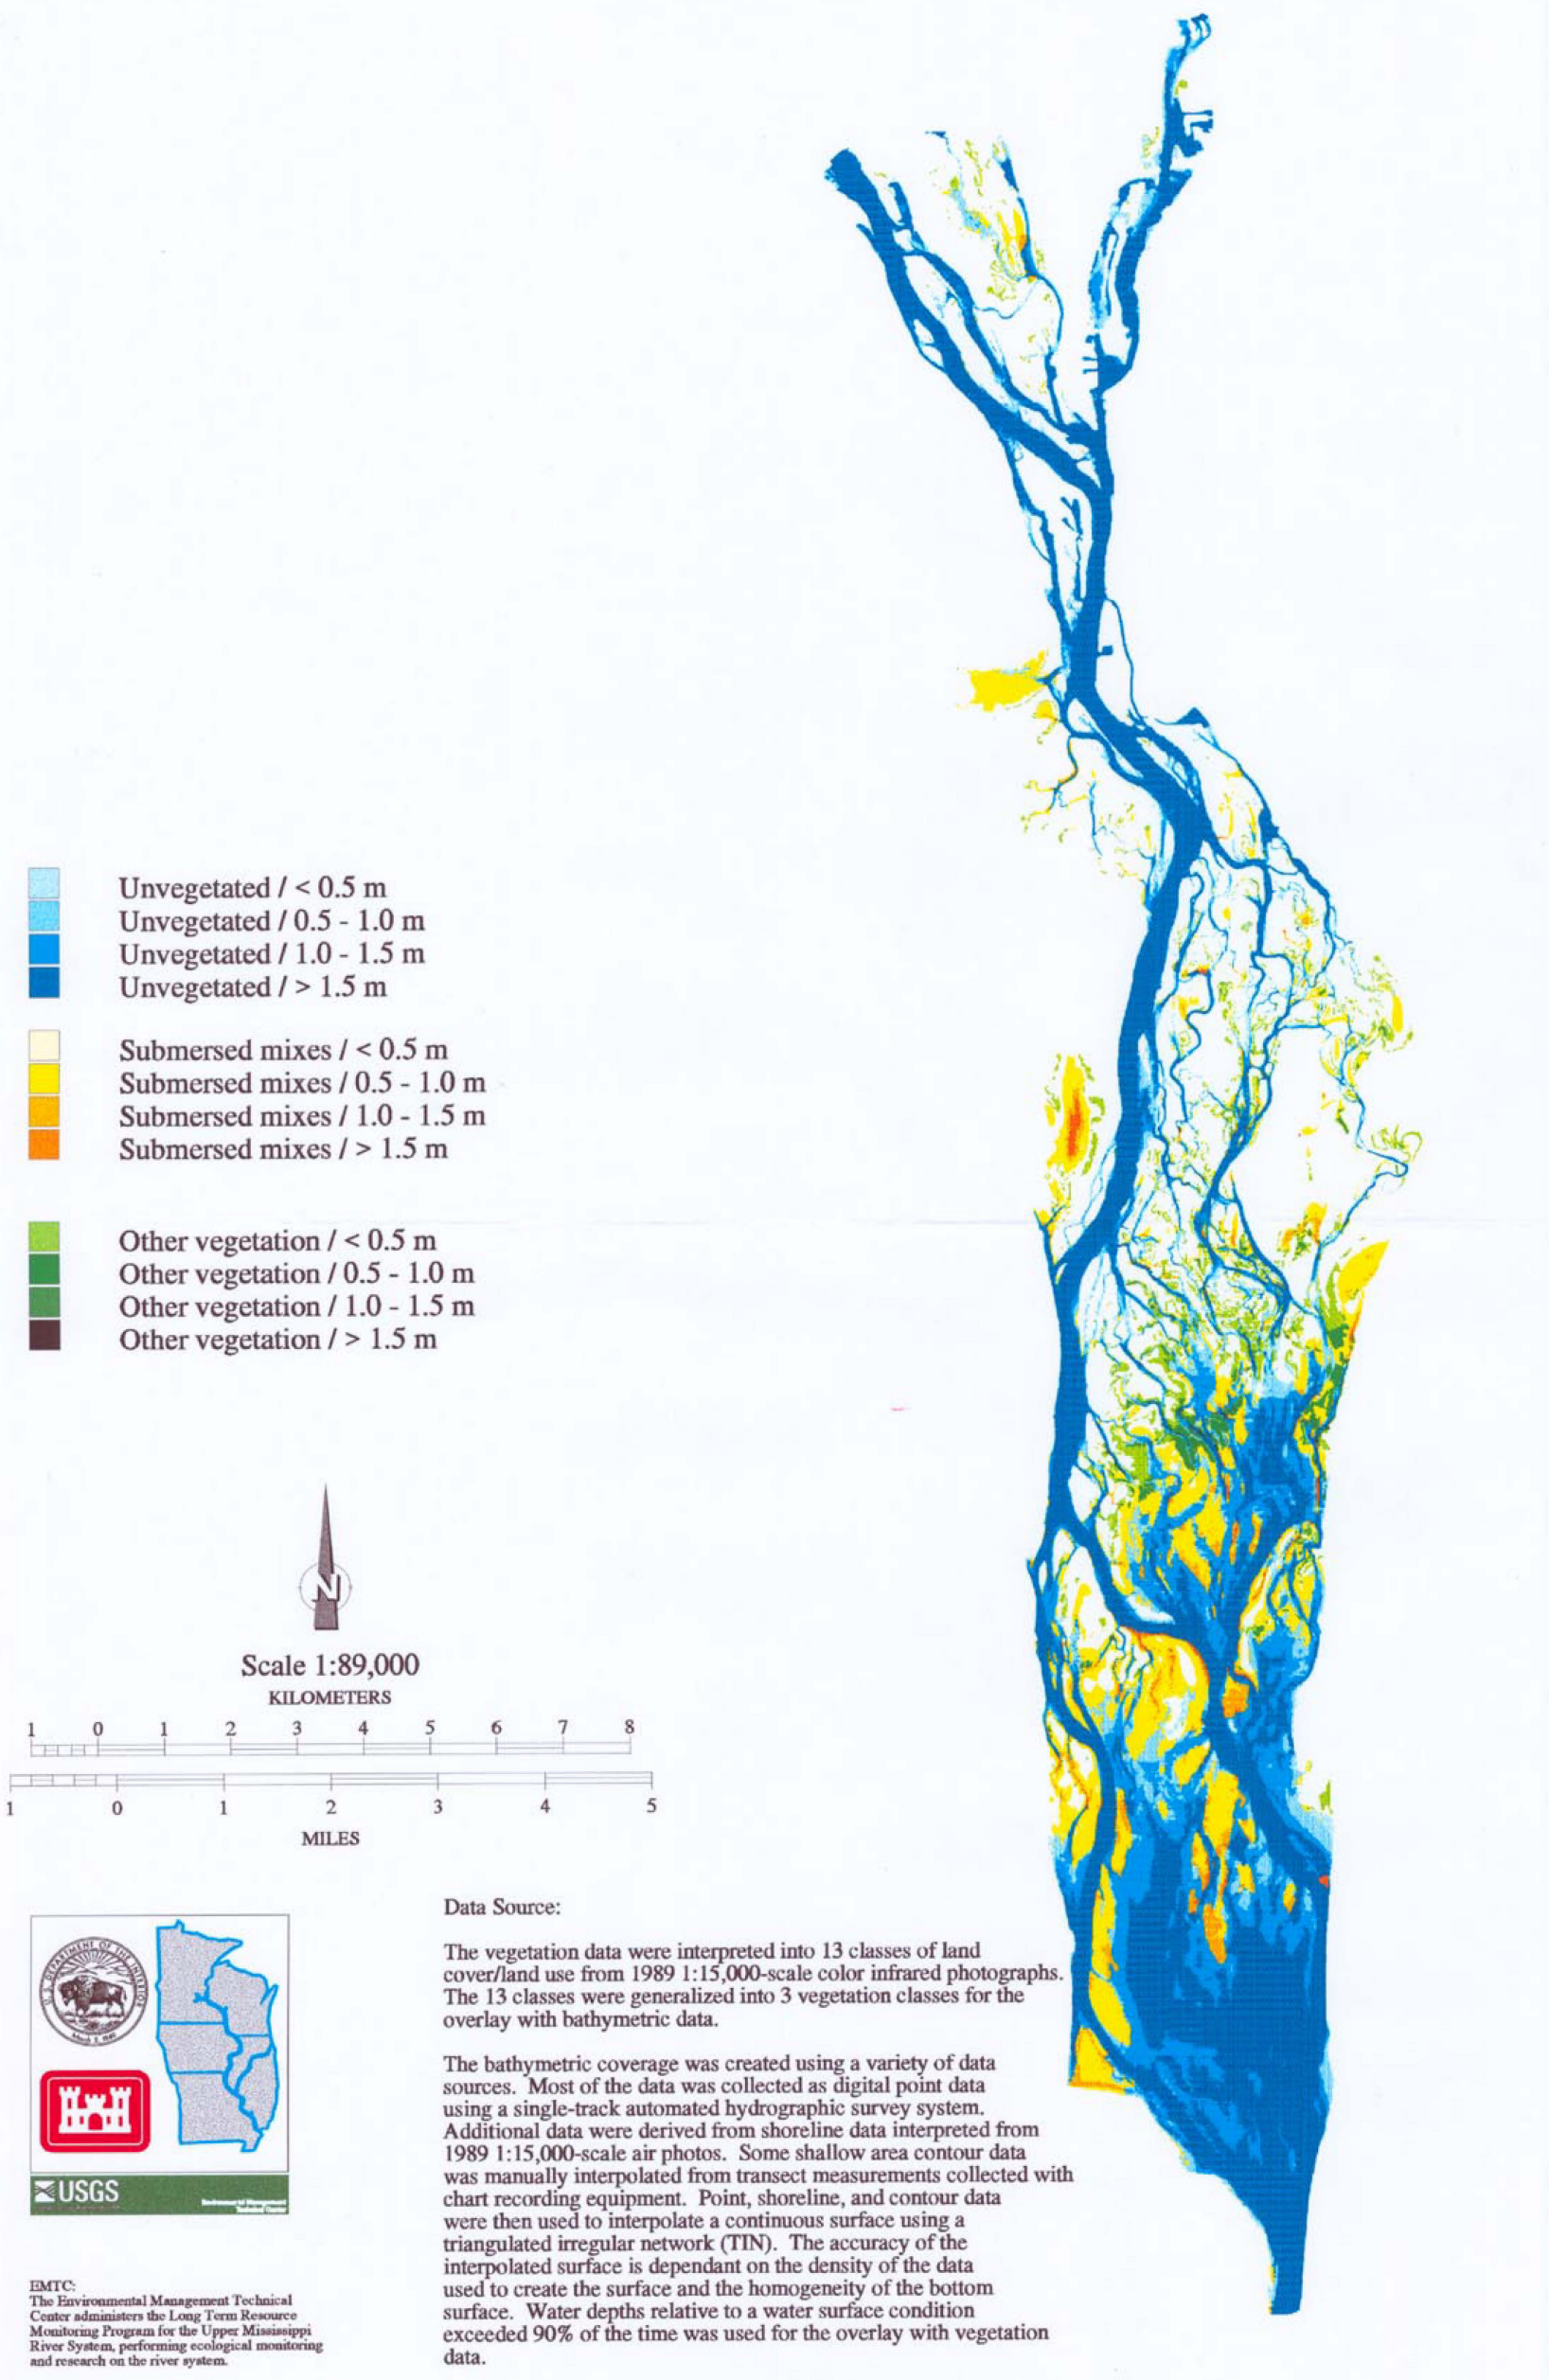 Unvegetated / < 0.5 m
Unvegetated / 0.5 - 1.0 m
Unvegetated / 1.0 - 1.5 m
Unvegetated / > 1.5 m
Submersed mixes / < 0.5 m
Submersed mixes / 0.5 - 1.0 m
Submersed mixes / 1.0 - 1.5 m
Submersed mixes / > 1.5 m
Other vegetation / < 0.5 m
Other vegetation / 0.5 - 1.0 m
Other vegetation / 1.0 - 1.5 m
Other vegetation / > 1.5 m
N
Scale 1:89,000
KILOMETERS
1 0 1 2 3 4 5 6 7 8
1 0 1 2 3 4 5
MILES
U.S. DEPARTMENT OF THE INTERIOR
March 3, 1849
USGS
Environmental Management
Technical Center
EMTC:
The Environmental Management Technical
Center administers the Long Term Resource
Monitoring Program for the Upper Mississippi
River System, performing ecological monitoring
and research on the river system.
Data Source:
The vegetation data were interpreted into 13 classes of land
cover/land use from 1989 1:15,000-scale color infrared photographs.
The 13 classes were generalized into 3 vegetation classes for the
overlay with bathymetric data.
The bathymetric coverage was created using a variety of data
sources. Most of the data was collected as digital point data
using a single-track automated hydrographic survey system.
Additional data were derived from shoreline data interpreted from
1989 1:15,000-scale air photos. Some shallow area contour data
was manually interpolated from transect measurements collected with
chart recording equipment. Point, shoreline, and contour data
were then used to interpolate a continuous surface using a
triangulated irregular network (TIN). The accuracy of the
interpolated surface is dependant on the density of the data
used to create the surface and the homogeneity of the bottom
surface. Water depths relative to a water surface condition
exceeded 90% of the time was used for the overlay with vegetation
data.